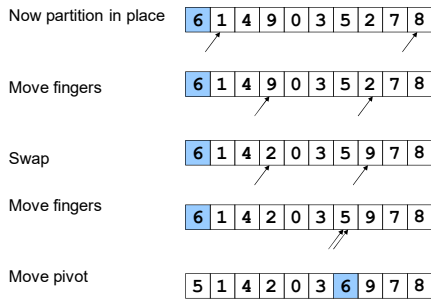 Now partition in place 6 1 4 9 0 3 5 2 7 8
Move fingers 6 1 4 9 0 3 5 2 7 8
Swap 6 1 4 2 0 3 5 9 7 8
Move fingers 6 1 4 2 0 3 5 9 7 8
Move pivot 5 1 4 2 0 3 6 9 7 8